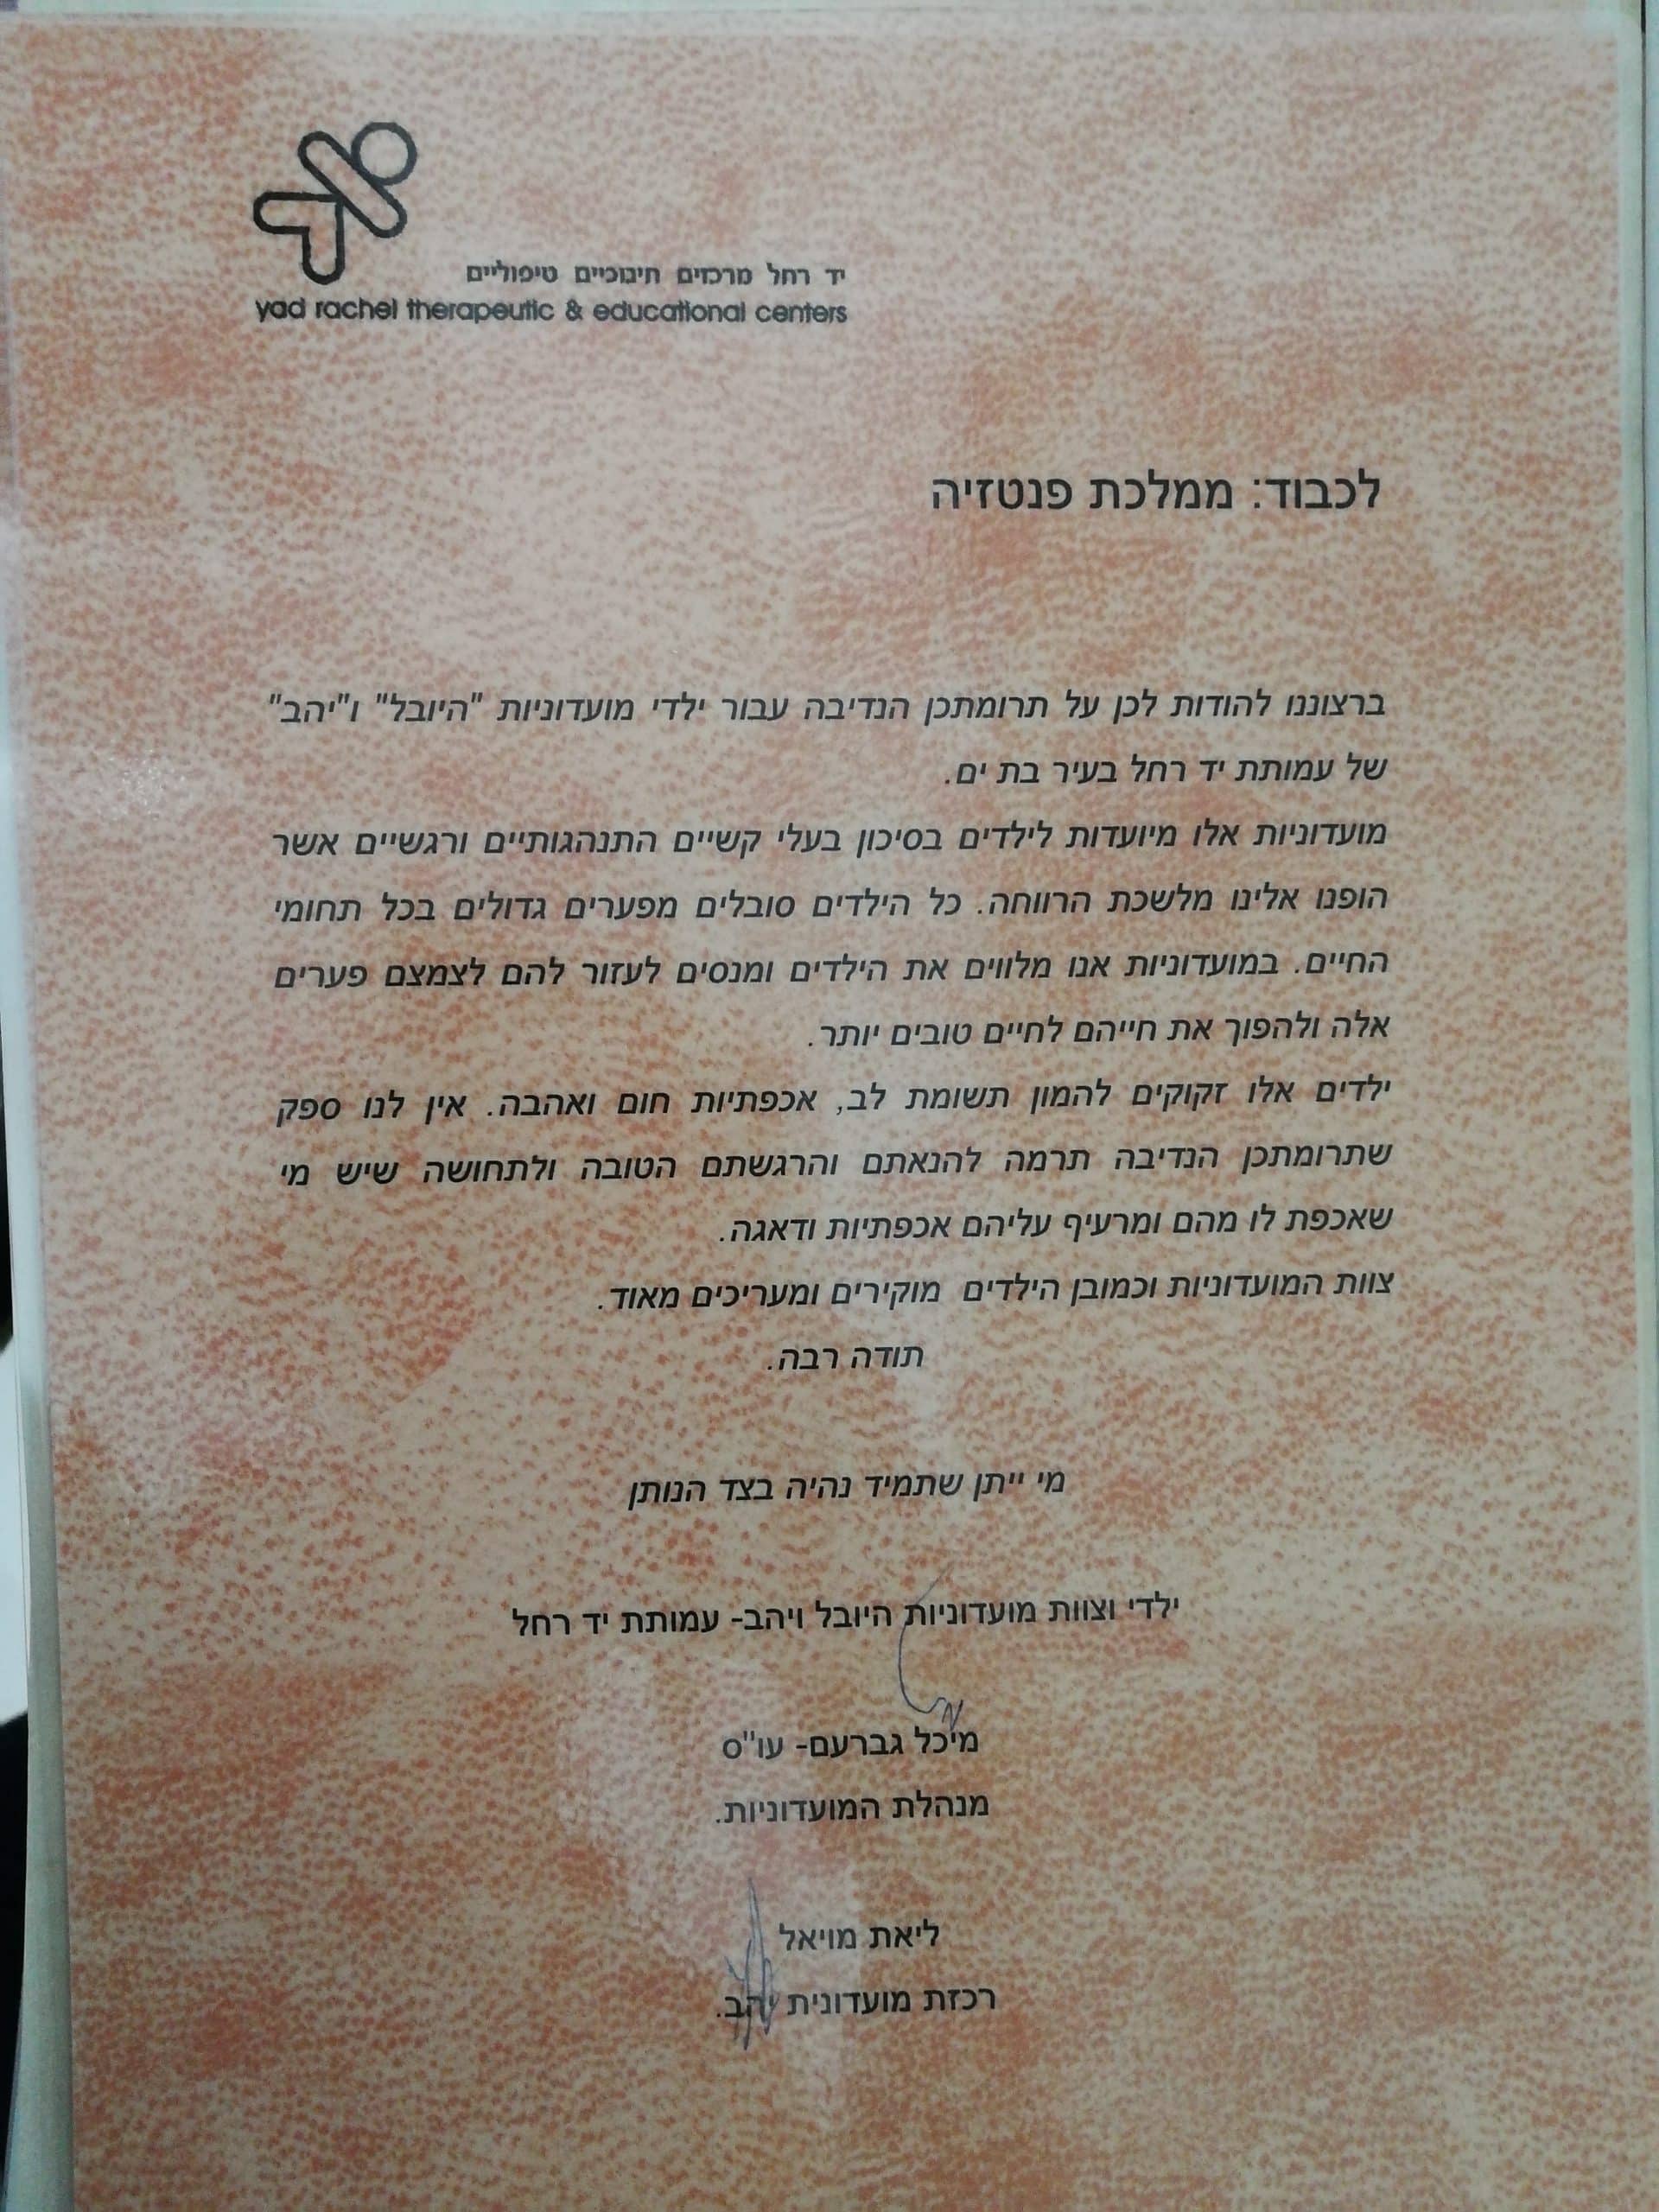 יד רחל מרכזים חינוכיים טיפוליים
yad rachel therapeutic & educational centers
לכבוד: ממלכת פנטזיה
ברצוננו להודות לכן על תרומתכן הנדיבה עבור ילדי מועדוניות "היובל" ו"יהב"
של עמותת יד רחל בעיר בת ים.
מועדוניות אלו מיועדות לילדים בסיכון בעלי קשיים התנהגותיים ורגשיים אשר
הופנו אלינו מלשכת הרווחה. כל הילדים סובלים מפערים גדולים בכל תחומי
החיים. במועדוניות אנו מלווים את הילדים ומנסים לעזור להם לצמצם פערים
אלה ולהפוך את חייהם לחיים טובים יותר.
ילדים אלו זקוקים להמון תשומת לב, אכפתיות חום ואהבה. אין לנו ספק
שתרומתכן הנדיבה תרמה להנאתם והרגשתם הטובה ולתחושה שיש מי
שאכפת לו מהם ומרעיף עליהם אכפתיות ודאגה.
צוות המועדוניות וכמובן הילדים מוקירים ומעריכים מאוד.
תודה רבה.
מי ייתן שתמיד נהיה בצד הנותן
ילדי וצוות מועדוניות היובל ויהב- עמותת יד רחל
מיכל גברעם- עו"ס
מנהלת המועדוניות.
ליאת מויאל
רכזת מועדונית יהב.